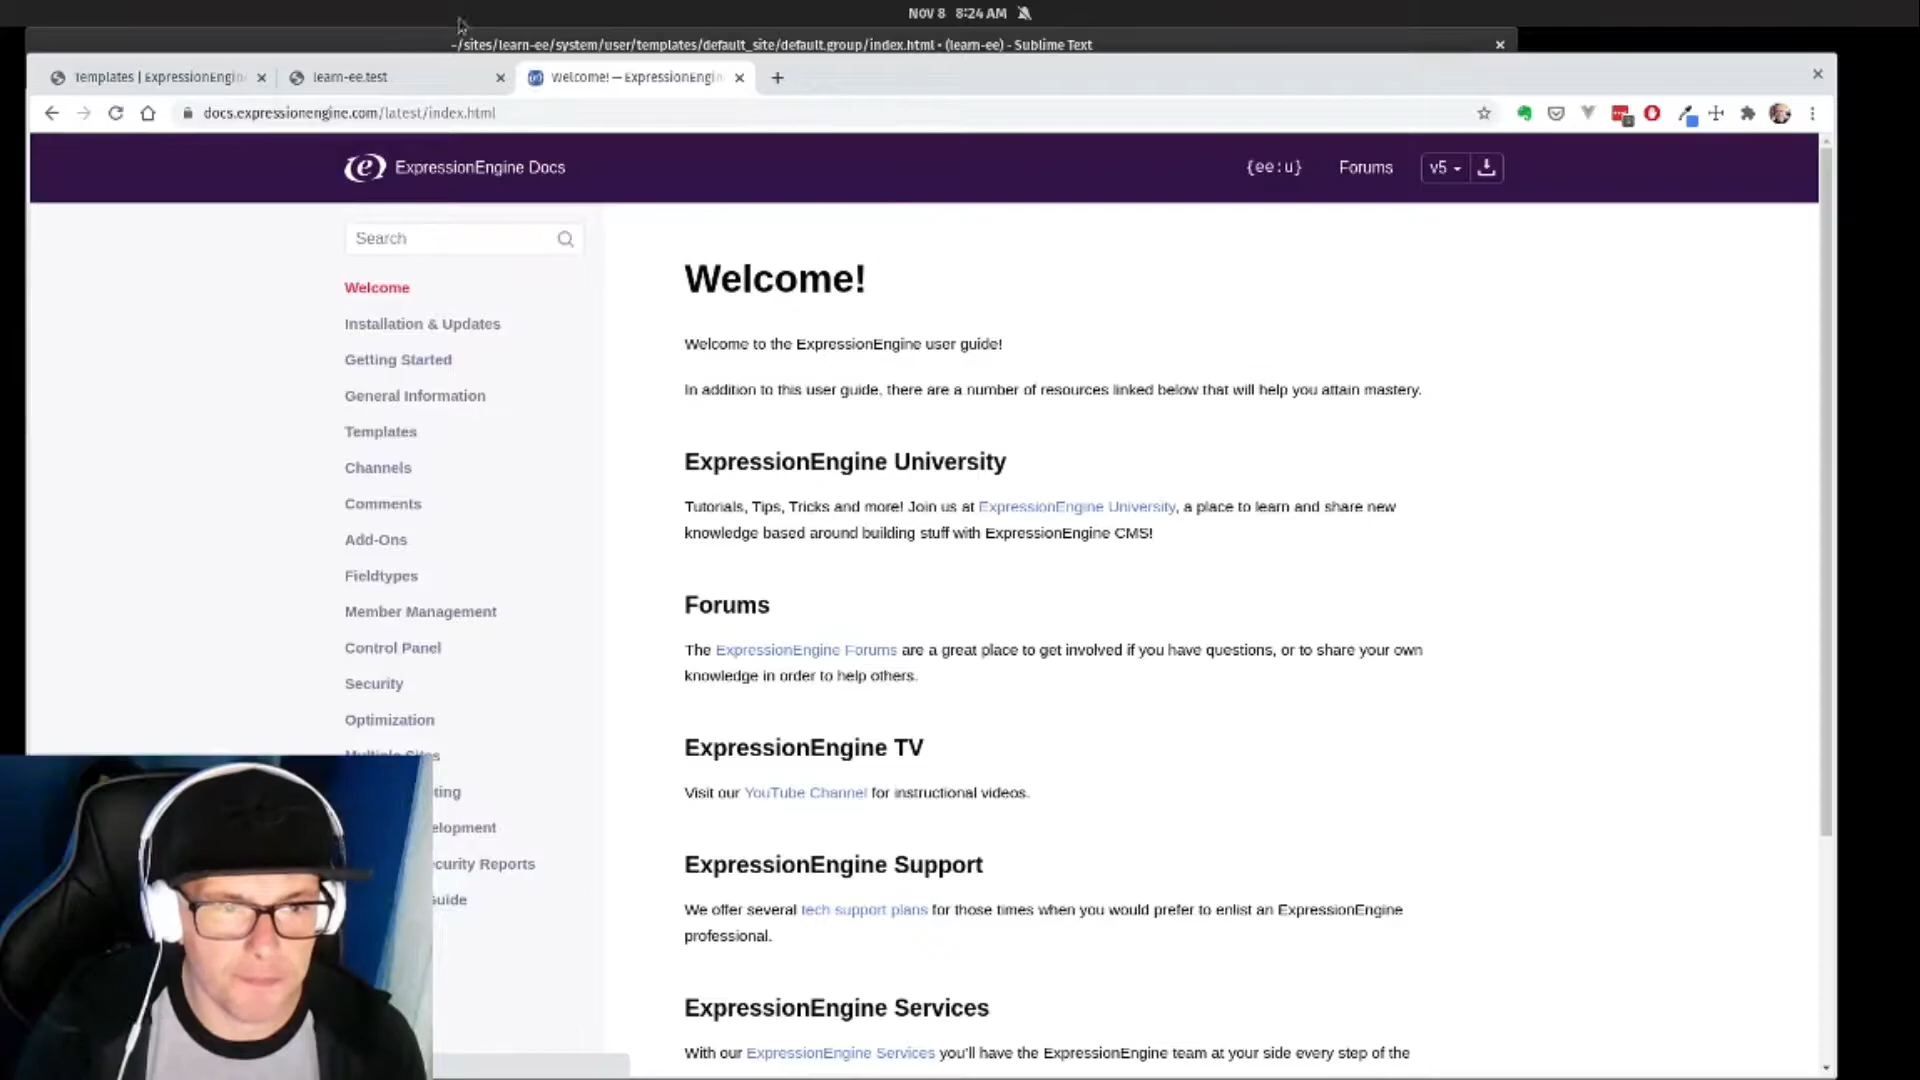 NOV 8 8:24 AM
~/sites/learn-ee/system/user/templates/default_site/default.group/index.html • (learn-ee) - Sublime Text
Templates | ExpressionEngin
learn-ee.test
Welcome! — ExpressionEngin
docs.expressionengine.com/latest/index.html
ExpressionEngine Docs
{ee:u}
Forums
v5
Search
Welcome
Installation & Updates
Getting Started
General Information
Templates
Channels
Comments
Add-Ons
Fieldtypes
Member Management
Control Panel
Security
Optimization
Multiple Sites
ting
elopment
curity Reports
Guide
Welcome!
Welcome to the ExpressionEngine user guide!
In addition to this user guide, there are a number of resources linked below that will help you attain mastery.
ExpressionEngine University
Tutorials, Tips, Tricks and more! Join us at ExpressionEngine University, a place to learn and share new
knowledge based around building stuff with ExpressionEngine CMS!
Forums
The ExpressionEngine Forums are a great place to get involved if you have questions, or to share your own
knowledge in order to help others.
ExpressionEngine TV
Visit our YouTube Channel for instructional videos.
ExpressionEngine Support
We offer several tech support plans for those times when you would prefer to enlist an ExpressionEngine
professional.
ExpressionEngine Services
With our ExpressionEngine Services you'll have the ExpressionEngine team at your side every step of the